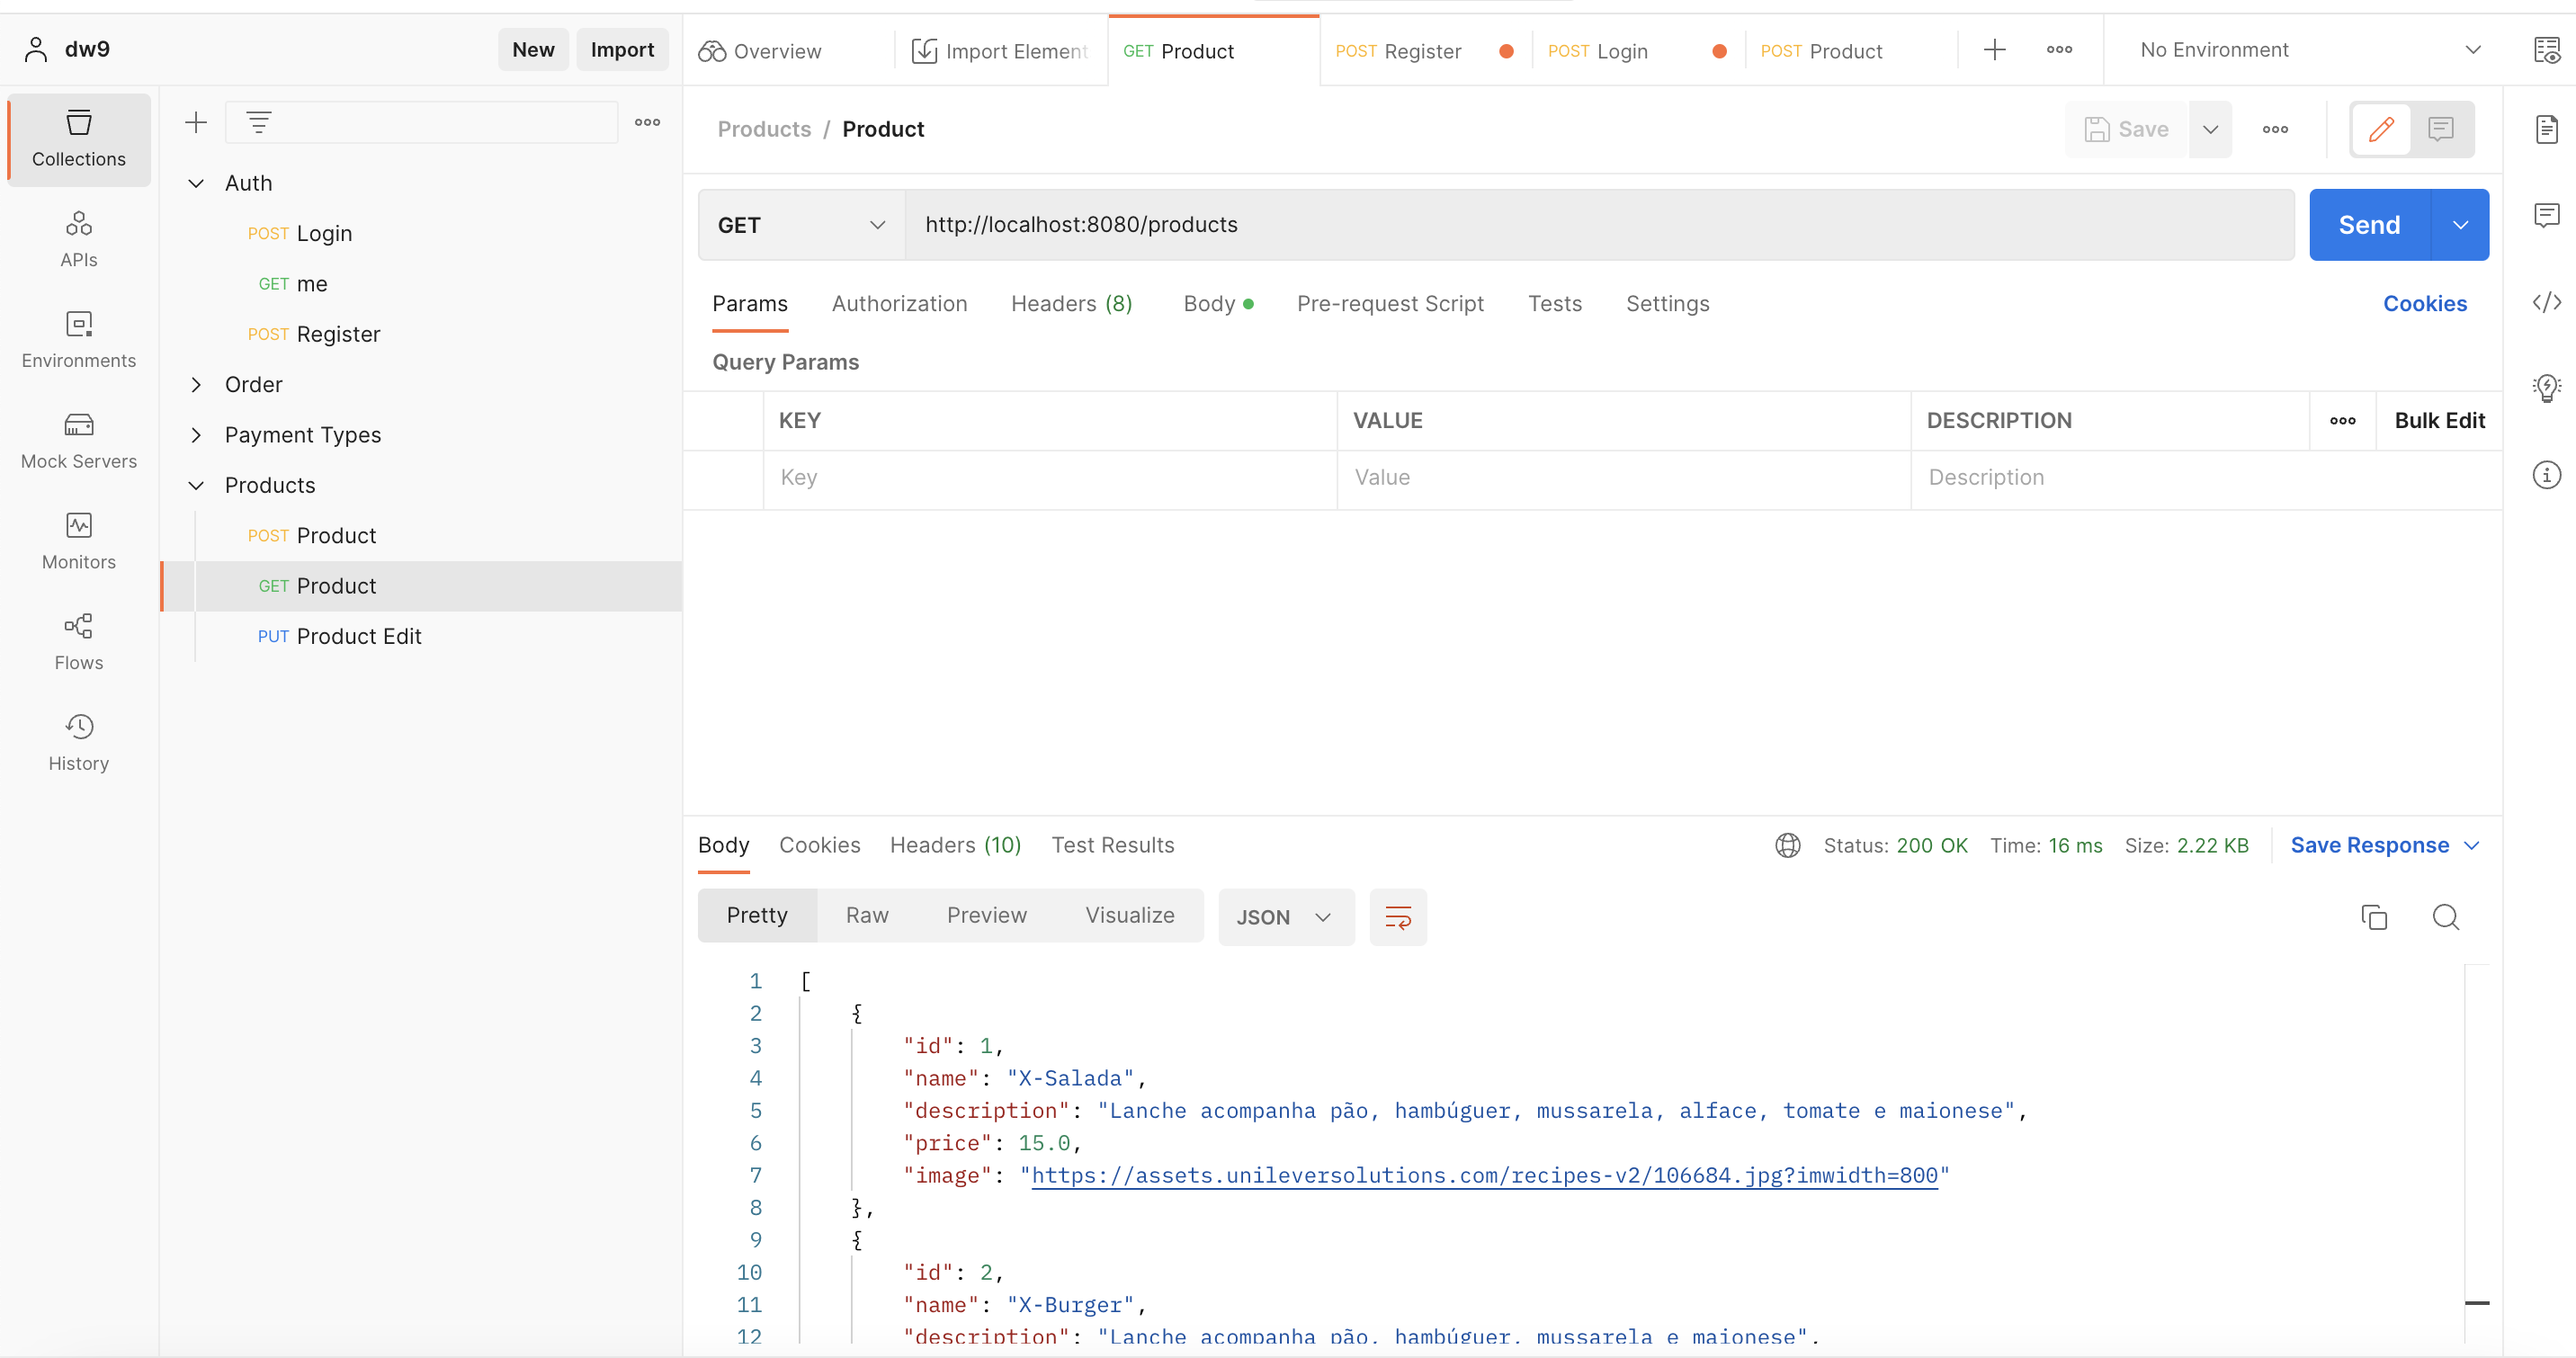 dw9
New
Import
Overview
Import Element
GET Product
POST Register
POST Login
POST Product
No Environment
Collections
APIs
Environments
Mock Servers
Monitors
Flows
History
Auth
POST Login
GET me
POST Register
Order
Payment Types
Products
POST Product
GET Product
PUT Product Edit
Products / Product
Save
GET
http://localhost:8080/products
Send
Params
Authorization
Headers (8)
Body
Pre-request Script
Tests
Settings
Cookies
Query Params
KEY
VALUE
DESCRIPTION
Bulk Edit
Key
Value
Description
Body
Cookies
Headers (10)
Test Results
Status: 200 OK
Time: 16 ms
Size: 2.22 KB
Save Response
Pretty
Raw
Preview
Visualize
JSON
1 [
2 {
3 "id": 1,
4 "name": "X-Salada",
5 "description": "Lanche acompanha pão, hambúguer, mussarela, alface, tomate e maionese",
6 "price": 15.0,
7 "image": "https://assets.unileversolutions.com/recipes-v2/106684.jpg?imwidth=800"
8 },
9 {
10 "id": 2,
11 "name": "X-Burger",
12 "description": "Lanche acompanha pão, hambúguer, mussarela e maionese",